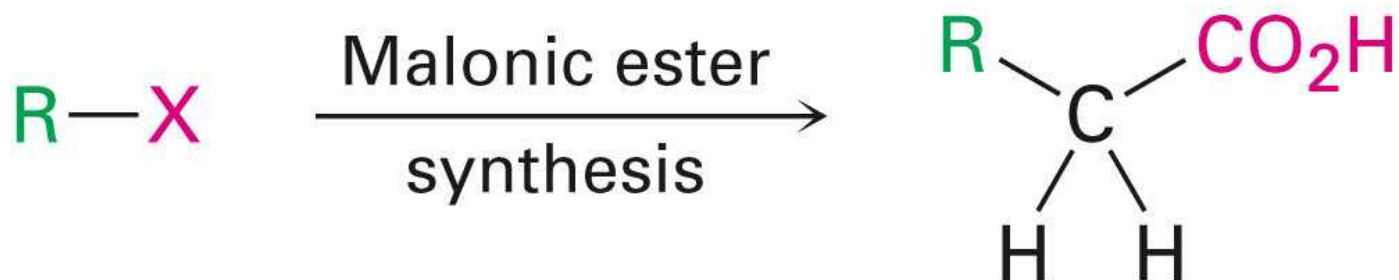 R—X
Malonic ester
synthesis
R CO₂H
C
H H